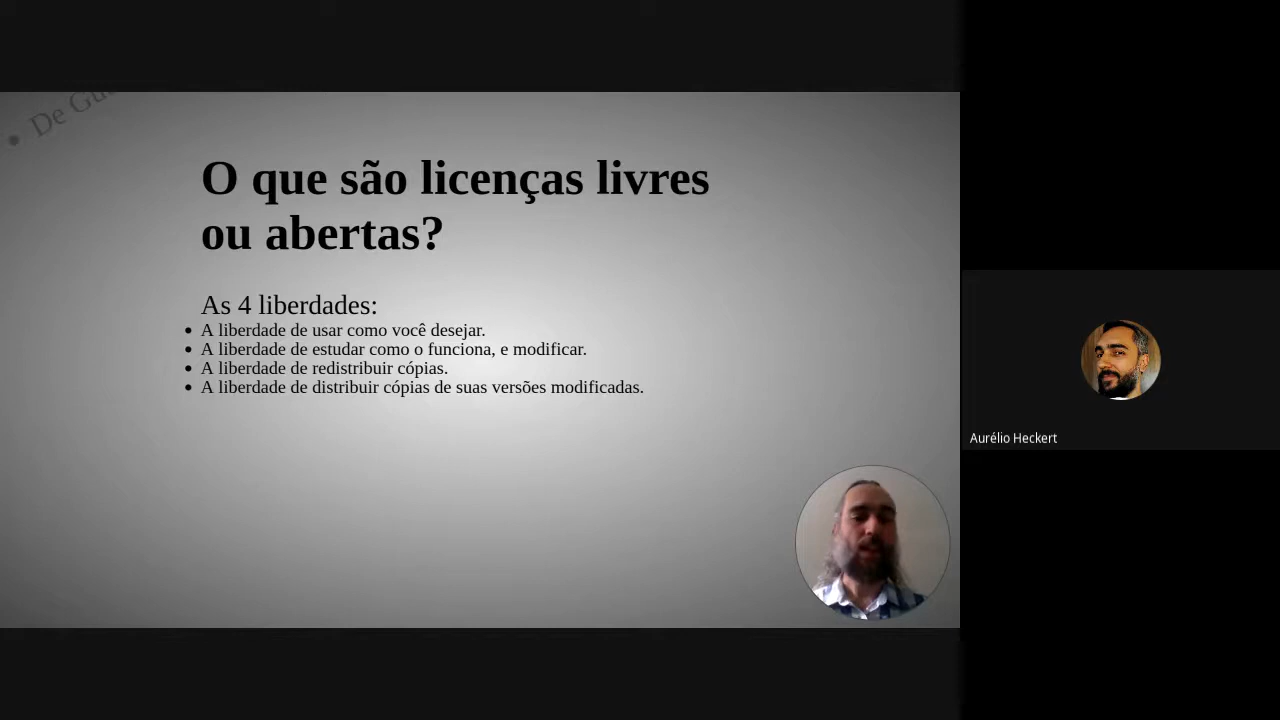 • De
O que são licenças livres
ou abertas?
As 4 liberdades:
• A liberdade de usar como você desejar.
• A liberdade de estudar como o funciona, e modificar.
• A liberdade de redistribuir cópias.
• A liberdade de distribuir cópias de suas versões modificadas.
Aurélio Heckert